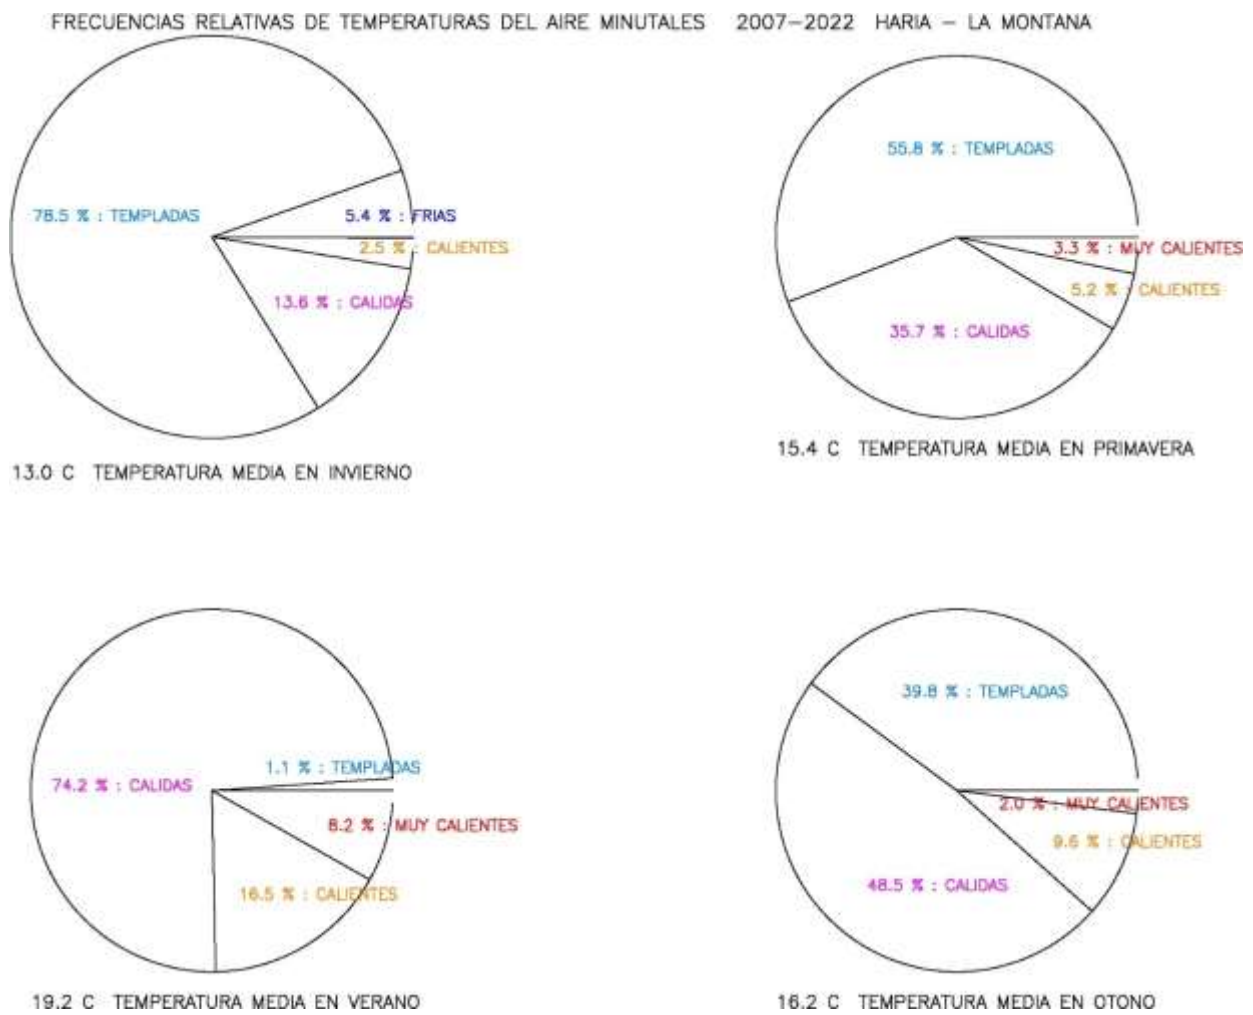 FRECUENCIAS RELATIVAS DE TEMPERATURAS DEL AIRE MINUTALES 2007-2022 HARIA - LA MONTANA
78.5 % : TEMPLADAS
5.4 % : FRIAS
2.5 % : CALIENTES
13.6 % : CALIDAS
13.0 C TEMPERATURA MEDIA EN INVIERNO
55.8 % : TEMPLADAS
3.3 % : MUY CALIENTES
5.2 % : CALIENTES
35.7 % : CALIDAS
15.4 C TEMPERATURA MEDIA EN PRIMAVERA
1.1 % : TEMPLADAS
74.2 % : CALIDAS
8.2 % : MUY CALIENTES
16.5 % : CALIENTES
19.2 C TEMPERATURA MEDIA EN VERANO
39.8 % : TEMPLADAS
2.0 % : MUY CALIENTES
9.6 % : CALIENTES
48.5 % : CALIDAS
16.2 C TEMPERATURA MEDIA EN OTONO